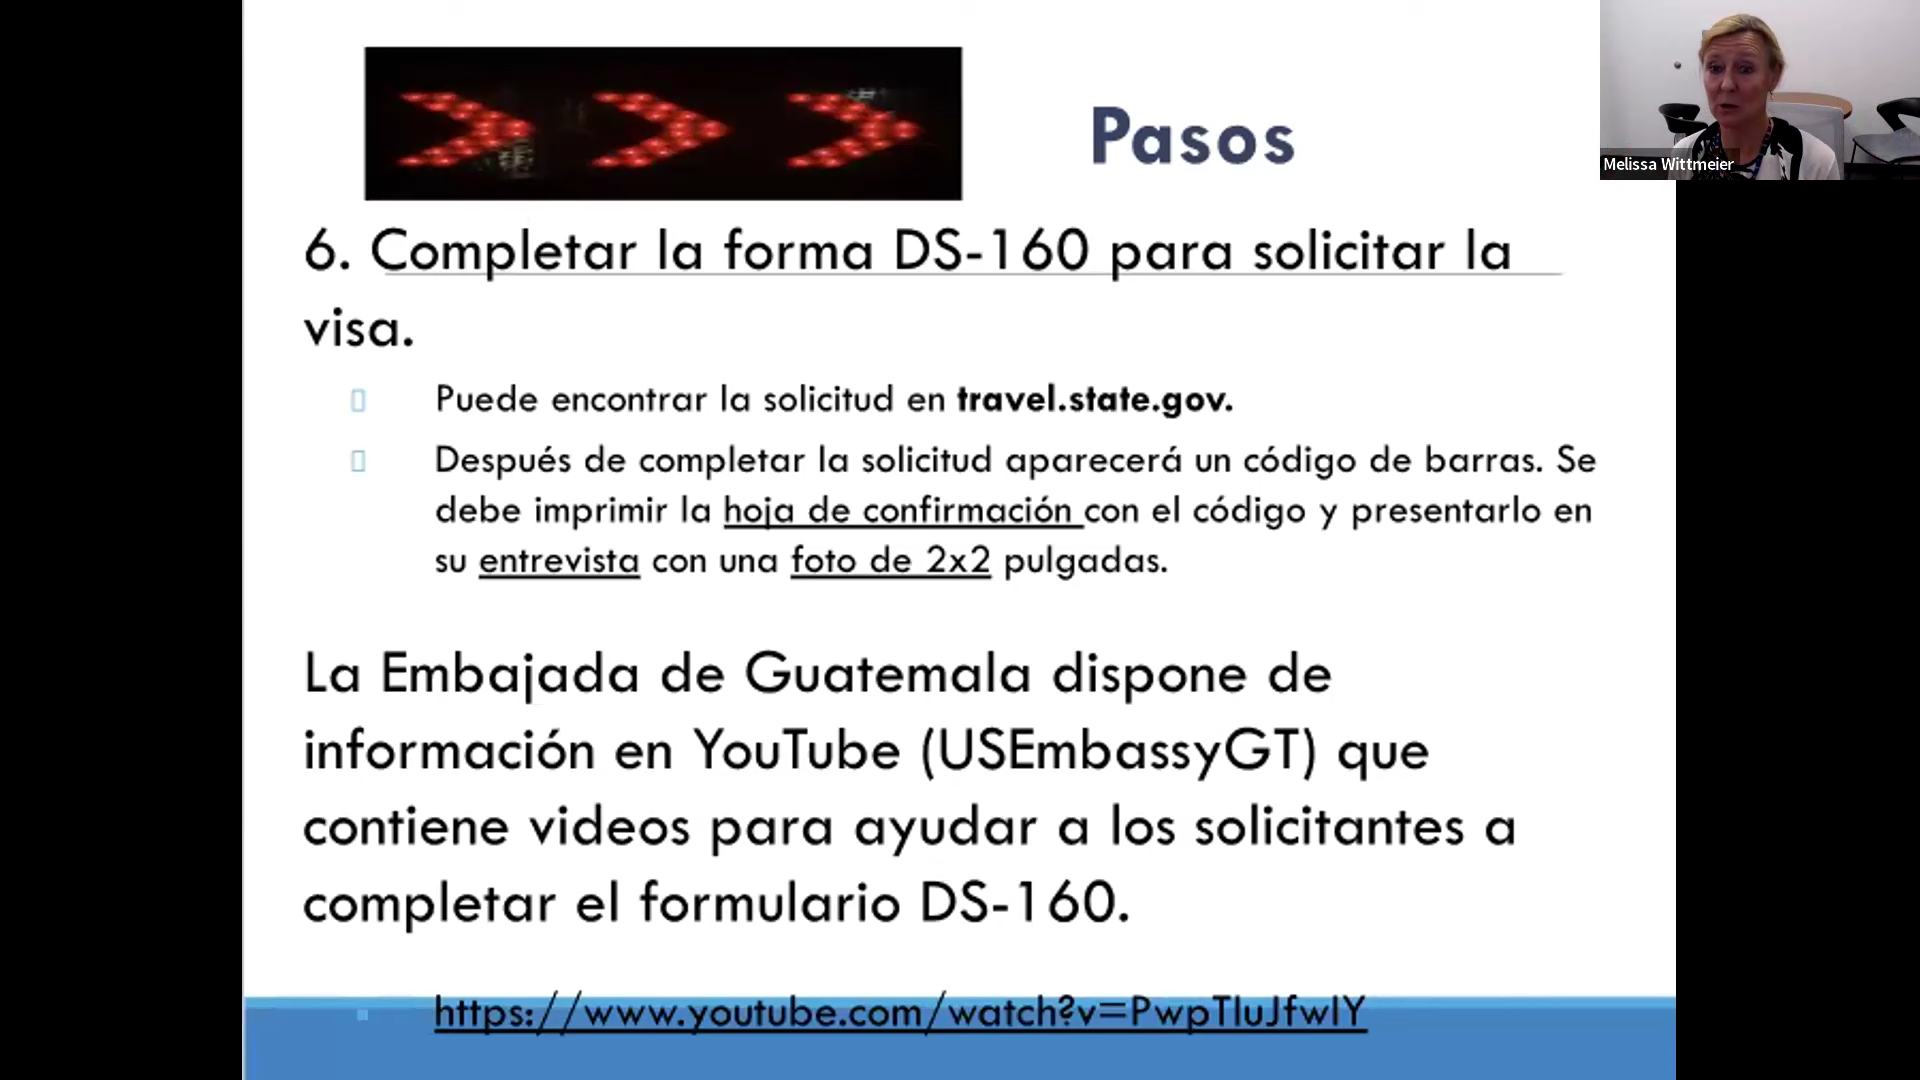 Pasos
Melissa Wittmeier
6. Completar la forma DS-160 para solicitar la
visa.
Puede encontrar la solicitud en travel.state.gov.
Después de completar la solicitud aparecerá un código de barras. Se
debe imprimir la hoja de confirmación con el código y presentarlo en
su entrevista con una foto de 2x2 pulgadas.
La Embajada de Guatemala dispone de
información en YouTube (USEmbassyGT) que
contiene videos para ayudar a los solicitantes a
completar el formulario DS-160.
https://www.youtube.com/watch?v=PwpTluJfwlY